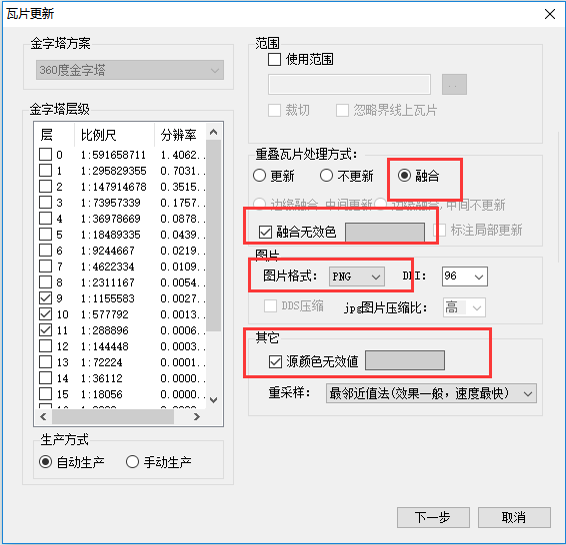 瓦片更新
金字塔方案
360度金字塔
金字塔层级
层 比例尺 分辨率
0 1:591658711 1.4062..
1 1:295829355 0.7031..
2 1:147914678 0.3515..
3 1:73957339 0.1757..
4 1:36978669 0.0878..
5 1:18489335 0.0439..
6 1:9244667 0.0219..
7 1:4622334 0.0109..
8 1:2311167 0.0054..
9 1:1155583 0.0027..
10 1:577792 0.0013..
11 1:288896 0.0006..
12 1:144448 0.0003..
13 1:72224 0.0001..
14 1:36112 0.0000..
15 1:18056 0.0000..
生产方式
自动生产 手动生产
范围
使用范围
..
裁切 忽略界线上瓦片
重叠瓦片处理方式:
更新 不更新 融合
边缘融合,中间更新 边缘融合,中间不更新
融合无效色 标注局部更新
图片
图片格式: PNG DPI: 96
DDS压缩 jpg图片压缩比: 高
其它
源颜色无效值
重采样: 最邻近值法(效果一般，速度最快)
下一步 取消